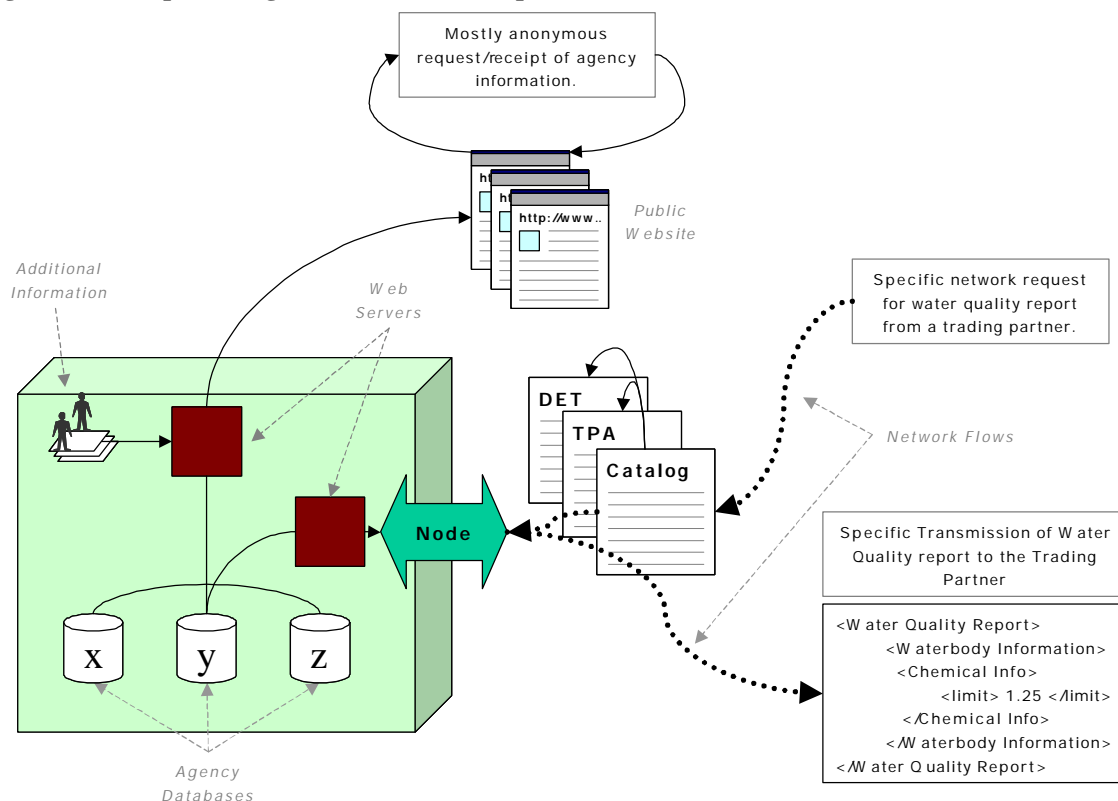 Mostly anonymous
request/receipt of agency
information.
ht
ht
http://www..
Public
Website
Additional
Information
Web
Servers
Specific network request
for water quality report
from a trading partner.
DET
TPA
Catalog
Network Flows
Node
Specific Transmission of Water
Quality report to the Trading
Partner
x
y
z
<Water Quality Report>
<Waterbody Information>
<Chemical Info>
<limit> 1.25 </limit>
</Chemical Info>
</Waterbody Information>
</Water Quality Report>
Agency
Databases